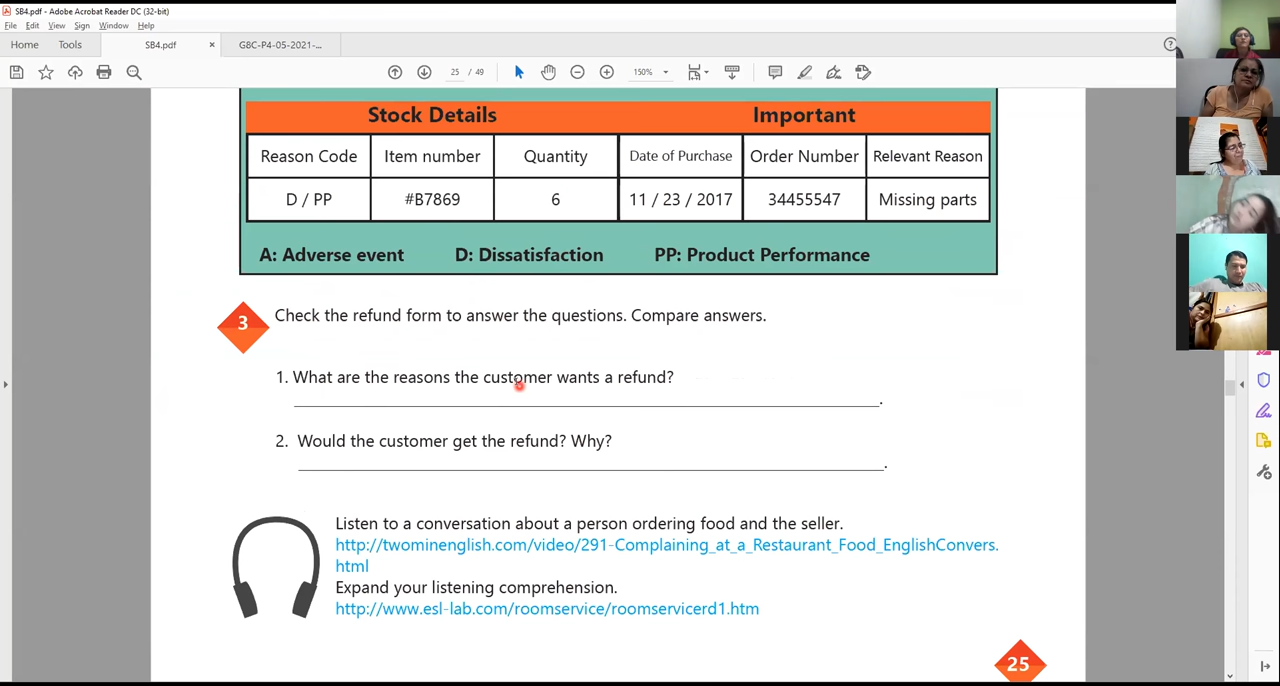 SB4.pdf - Adobe Acrobat Reader DC (32-bit)
File Edit View Sign Window Help
Home Tools SB4.pdf × G8C-P4-05-2021-...
25 / 49 150%
Stock Details Important
Reason Code Item number Quantity Date of Purchase Order Number Relevant Reason
D / PP #B7869 6 11 / 23 / 2017 34455547 Missing parts
A: Adverse event D: Dissatisfaction PP: Product Performance
3 Check the refund form to answer the questions. Compare answers.
1. What are the reasons the customer wants a refund?
2. Would the customer get the refund? Why?
Listen to a conversation about a person ordering food and the seller.
http://twominenglish.com/video/291-Complaining_at_a_Restaurant_Food_EnglishConvers.
html
Expand your listening comprehension.
http://www.esl-lab.com/roomservice/roomservicerd1.htm
25